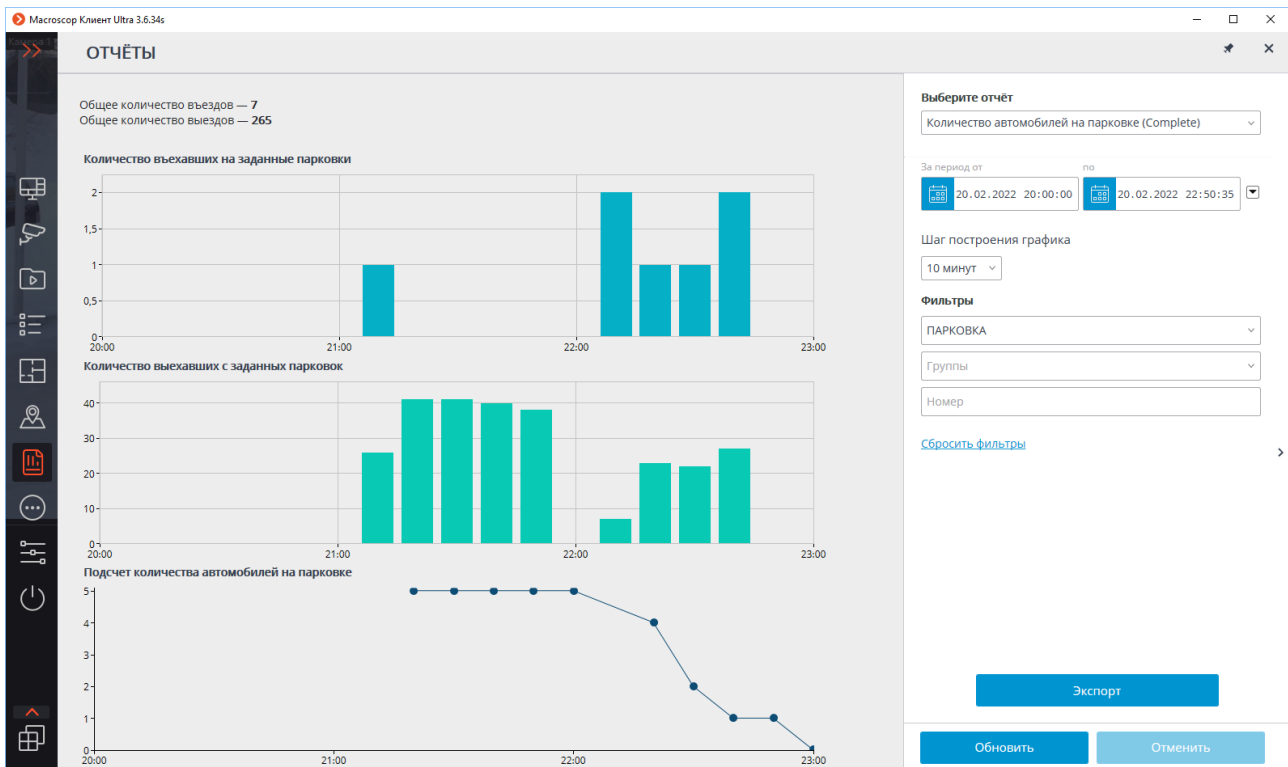 Macroscop Клиент Ultra 3.6.34s
ОТЧЁТЫ
Общее количество въездов — 7
Общее количество выездов — 265
Количество въехавших на заданные парковки
2
1,5
1
0,5
0
20:00 21:00 22:00 23:00
Количество выехавших с заданных парковок
40
30
20
10
0
20:00 21:00 22:00 23:00
Подсчет количества автомобилей на парковке
5
4
3
2
1
0
20:00 21:00 22:00 23:00
Выберите отчёт
Количество автомобилей на парковке (Complete)
За период от по
20.02.2022 20:00:00 20.02.2022 22:50:35
Шаг построения графика
10 минут
Фильтры
ПАРКОВКА
Группы
Номер
Сбросить фильтры
Экспорт
Обновить Отменить